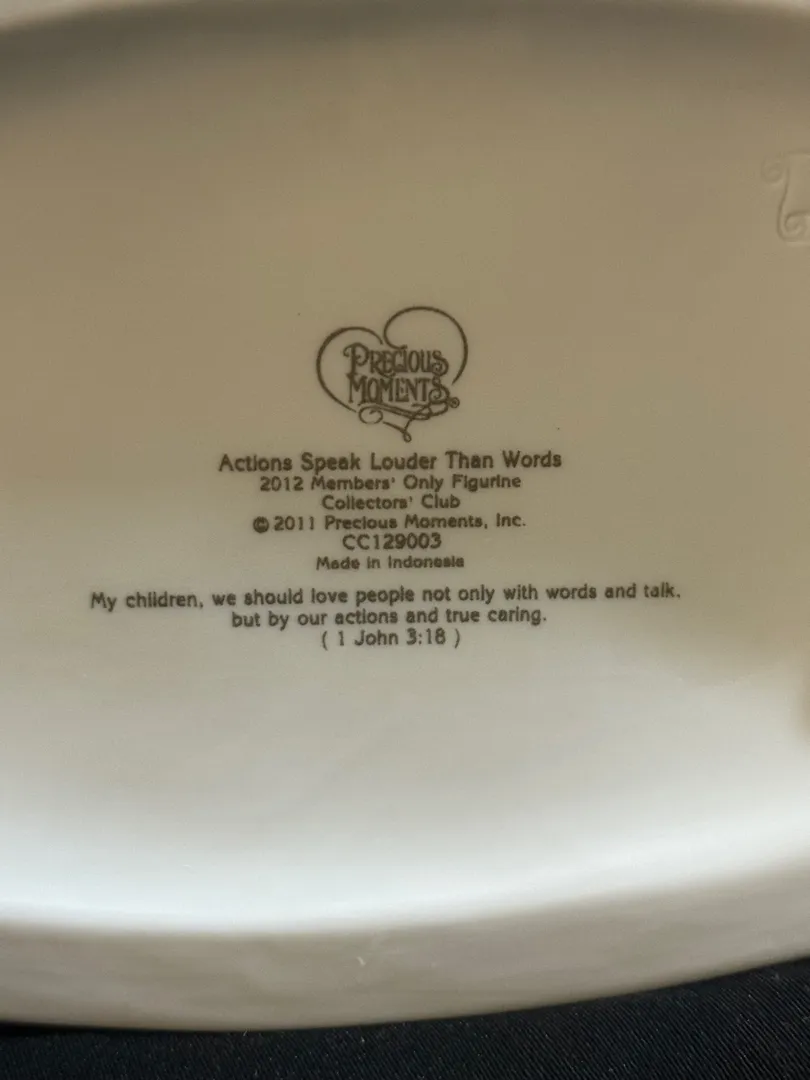 PRECIOUS
MOMENTS
Actions Speak Louder Than Words
2012 Members' Only Figurine
Collectors' Club
© 2011 Precious Moments, Inc.
CC129003
Made in Indonesia
My children, we should love people not only with words and talk,
but by our actions and true caring.
( 1 John 3:18 )